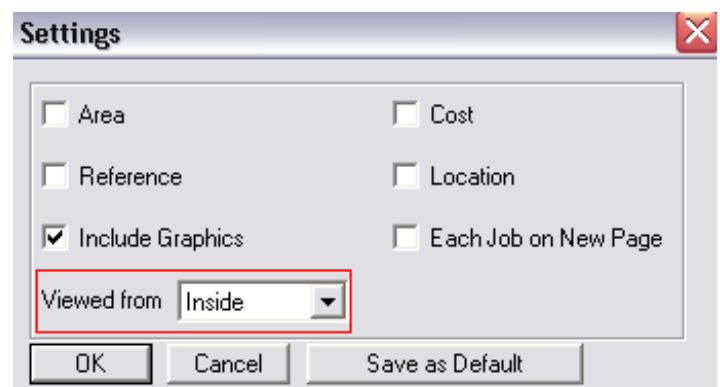 Settings
Area Cost
Reference Location
Include Graphics Each Job on New Page
Viewed from Inside
OK Cancel Save as Default